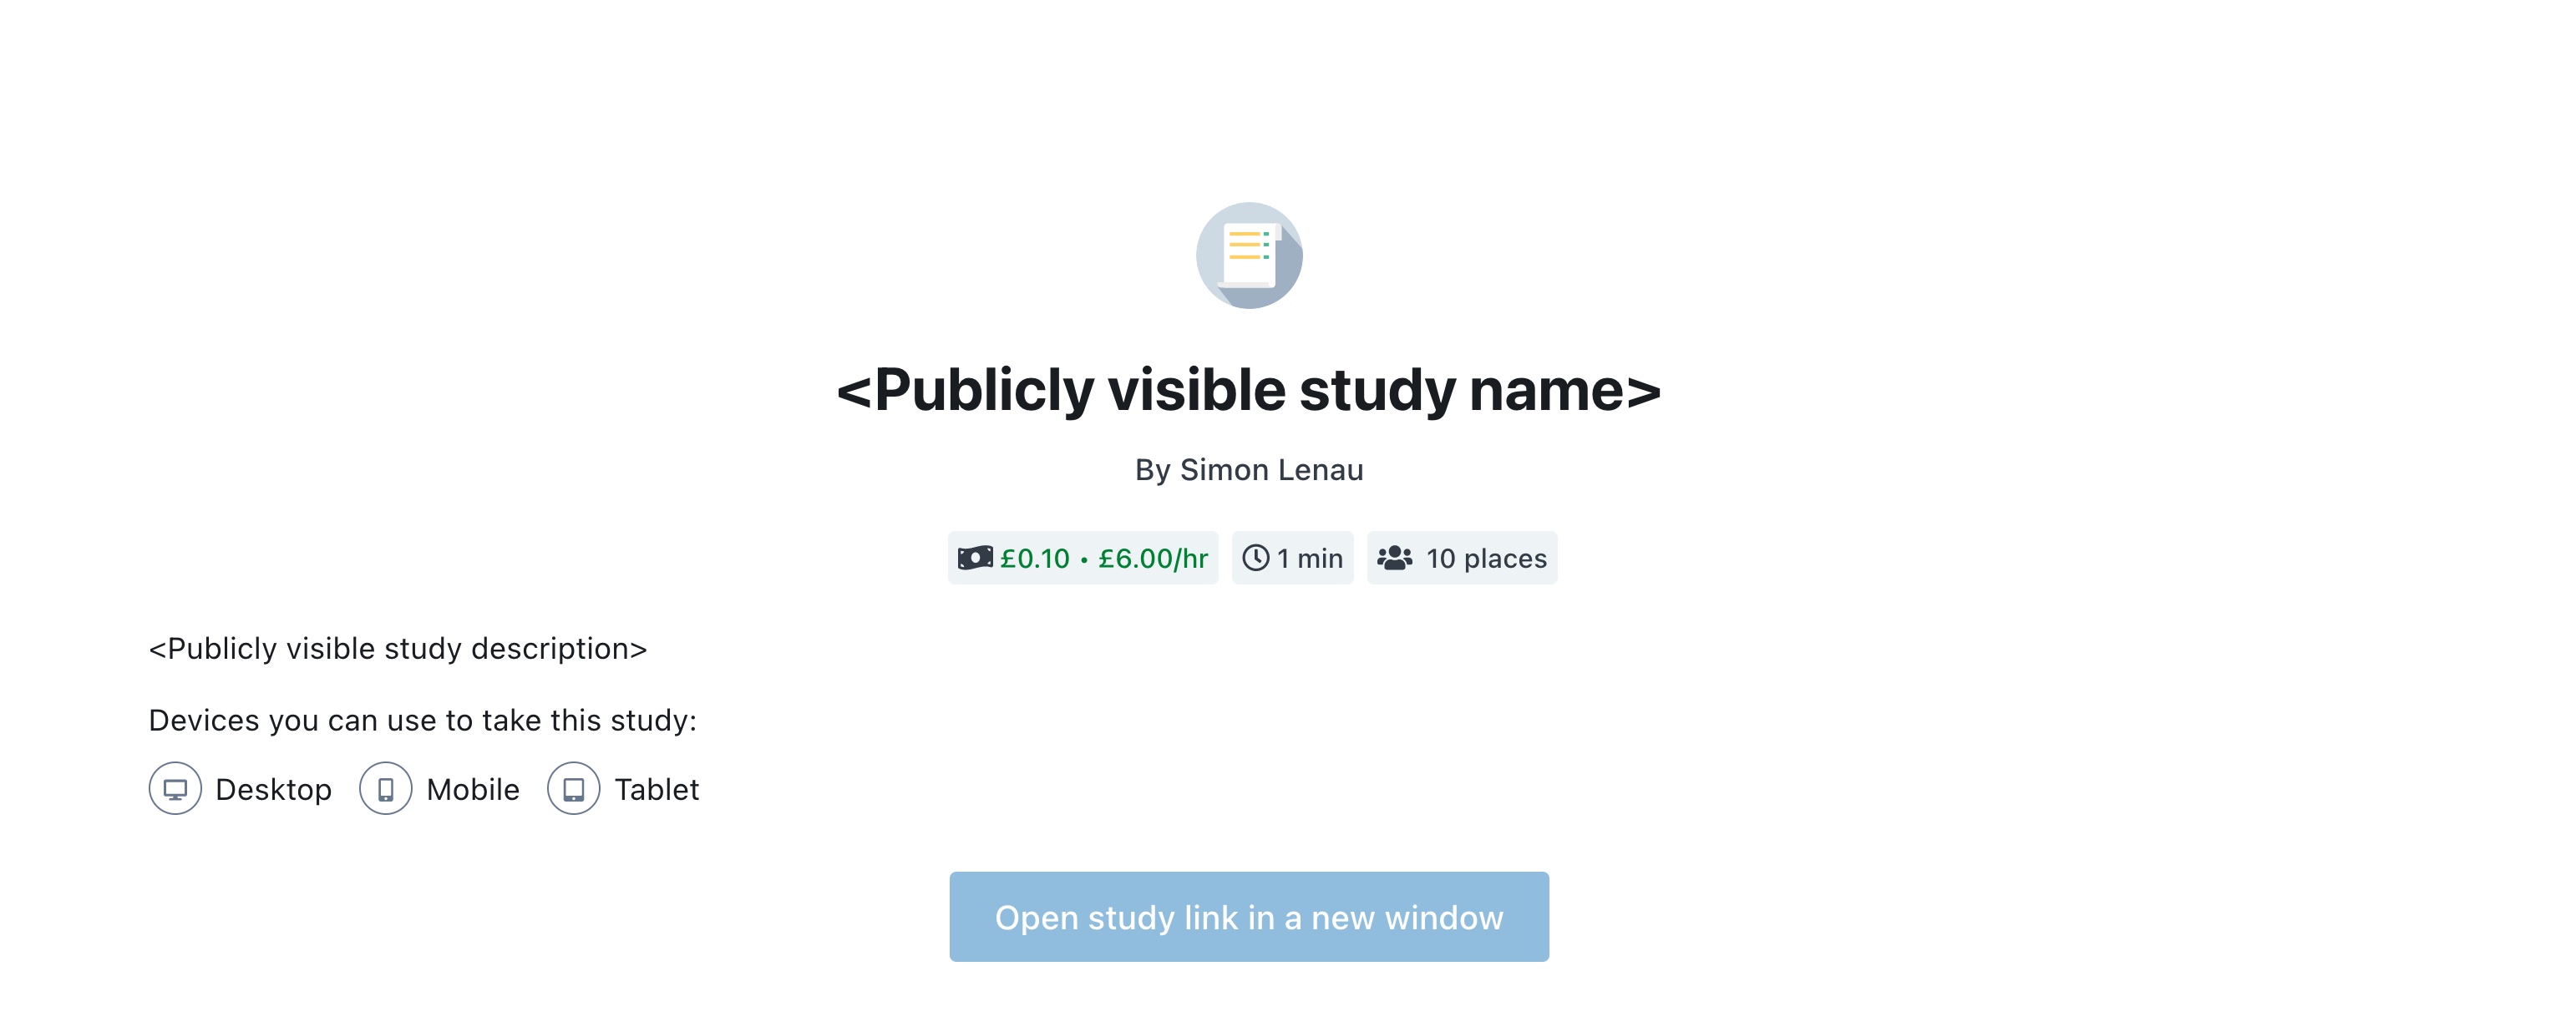 <Publicly visible study name>
By Simon Lenau
£0.10 • £6.00/hr 1 min 10 places
<Publicly visible study description>
Devices you can use to take this study:
Desktop Mobile Tablet
Open study link in a new window